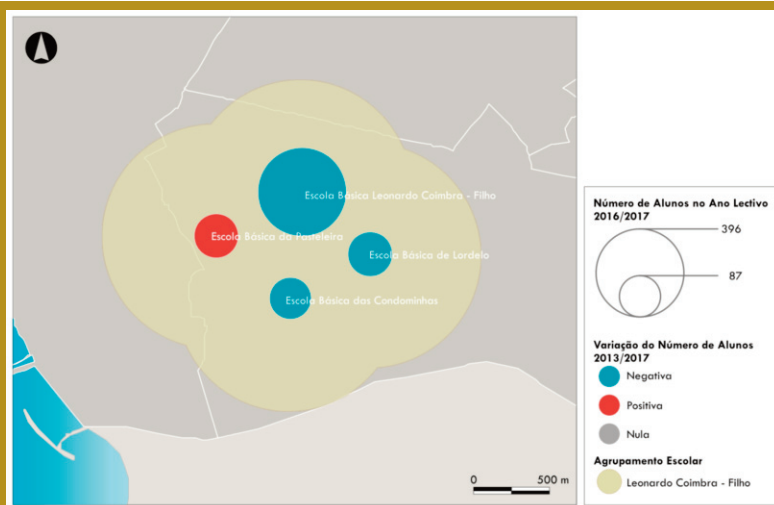 Escola Básica Leonardo Coimbra - Filho
Escola Básica da Pasteleira
Escola Básica de Lordelo
Escola Básica das Condominhas
0 500 m
Número de Alunos no Ano Lectivo
2016/2017
396
87
Variação do Número de Alunos
2013/2017
Negativa
Positiva
Nula
Agrupamento Escolar
Leonardo Coimbra - Filho